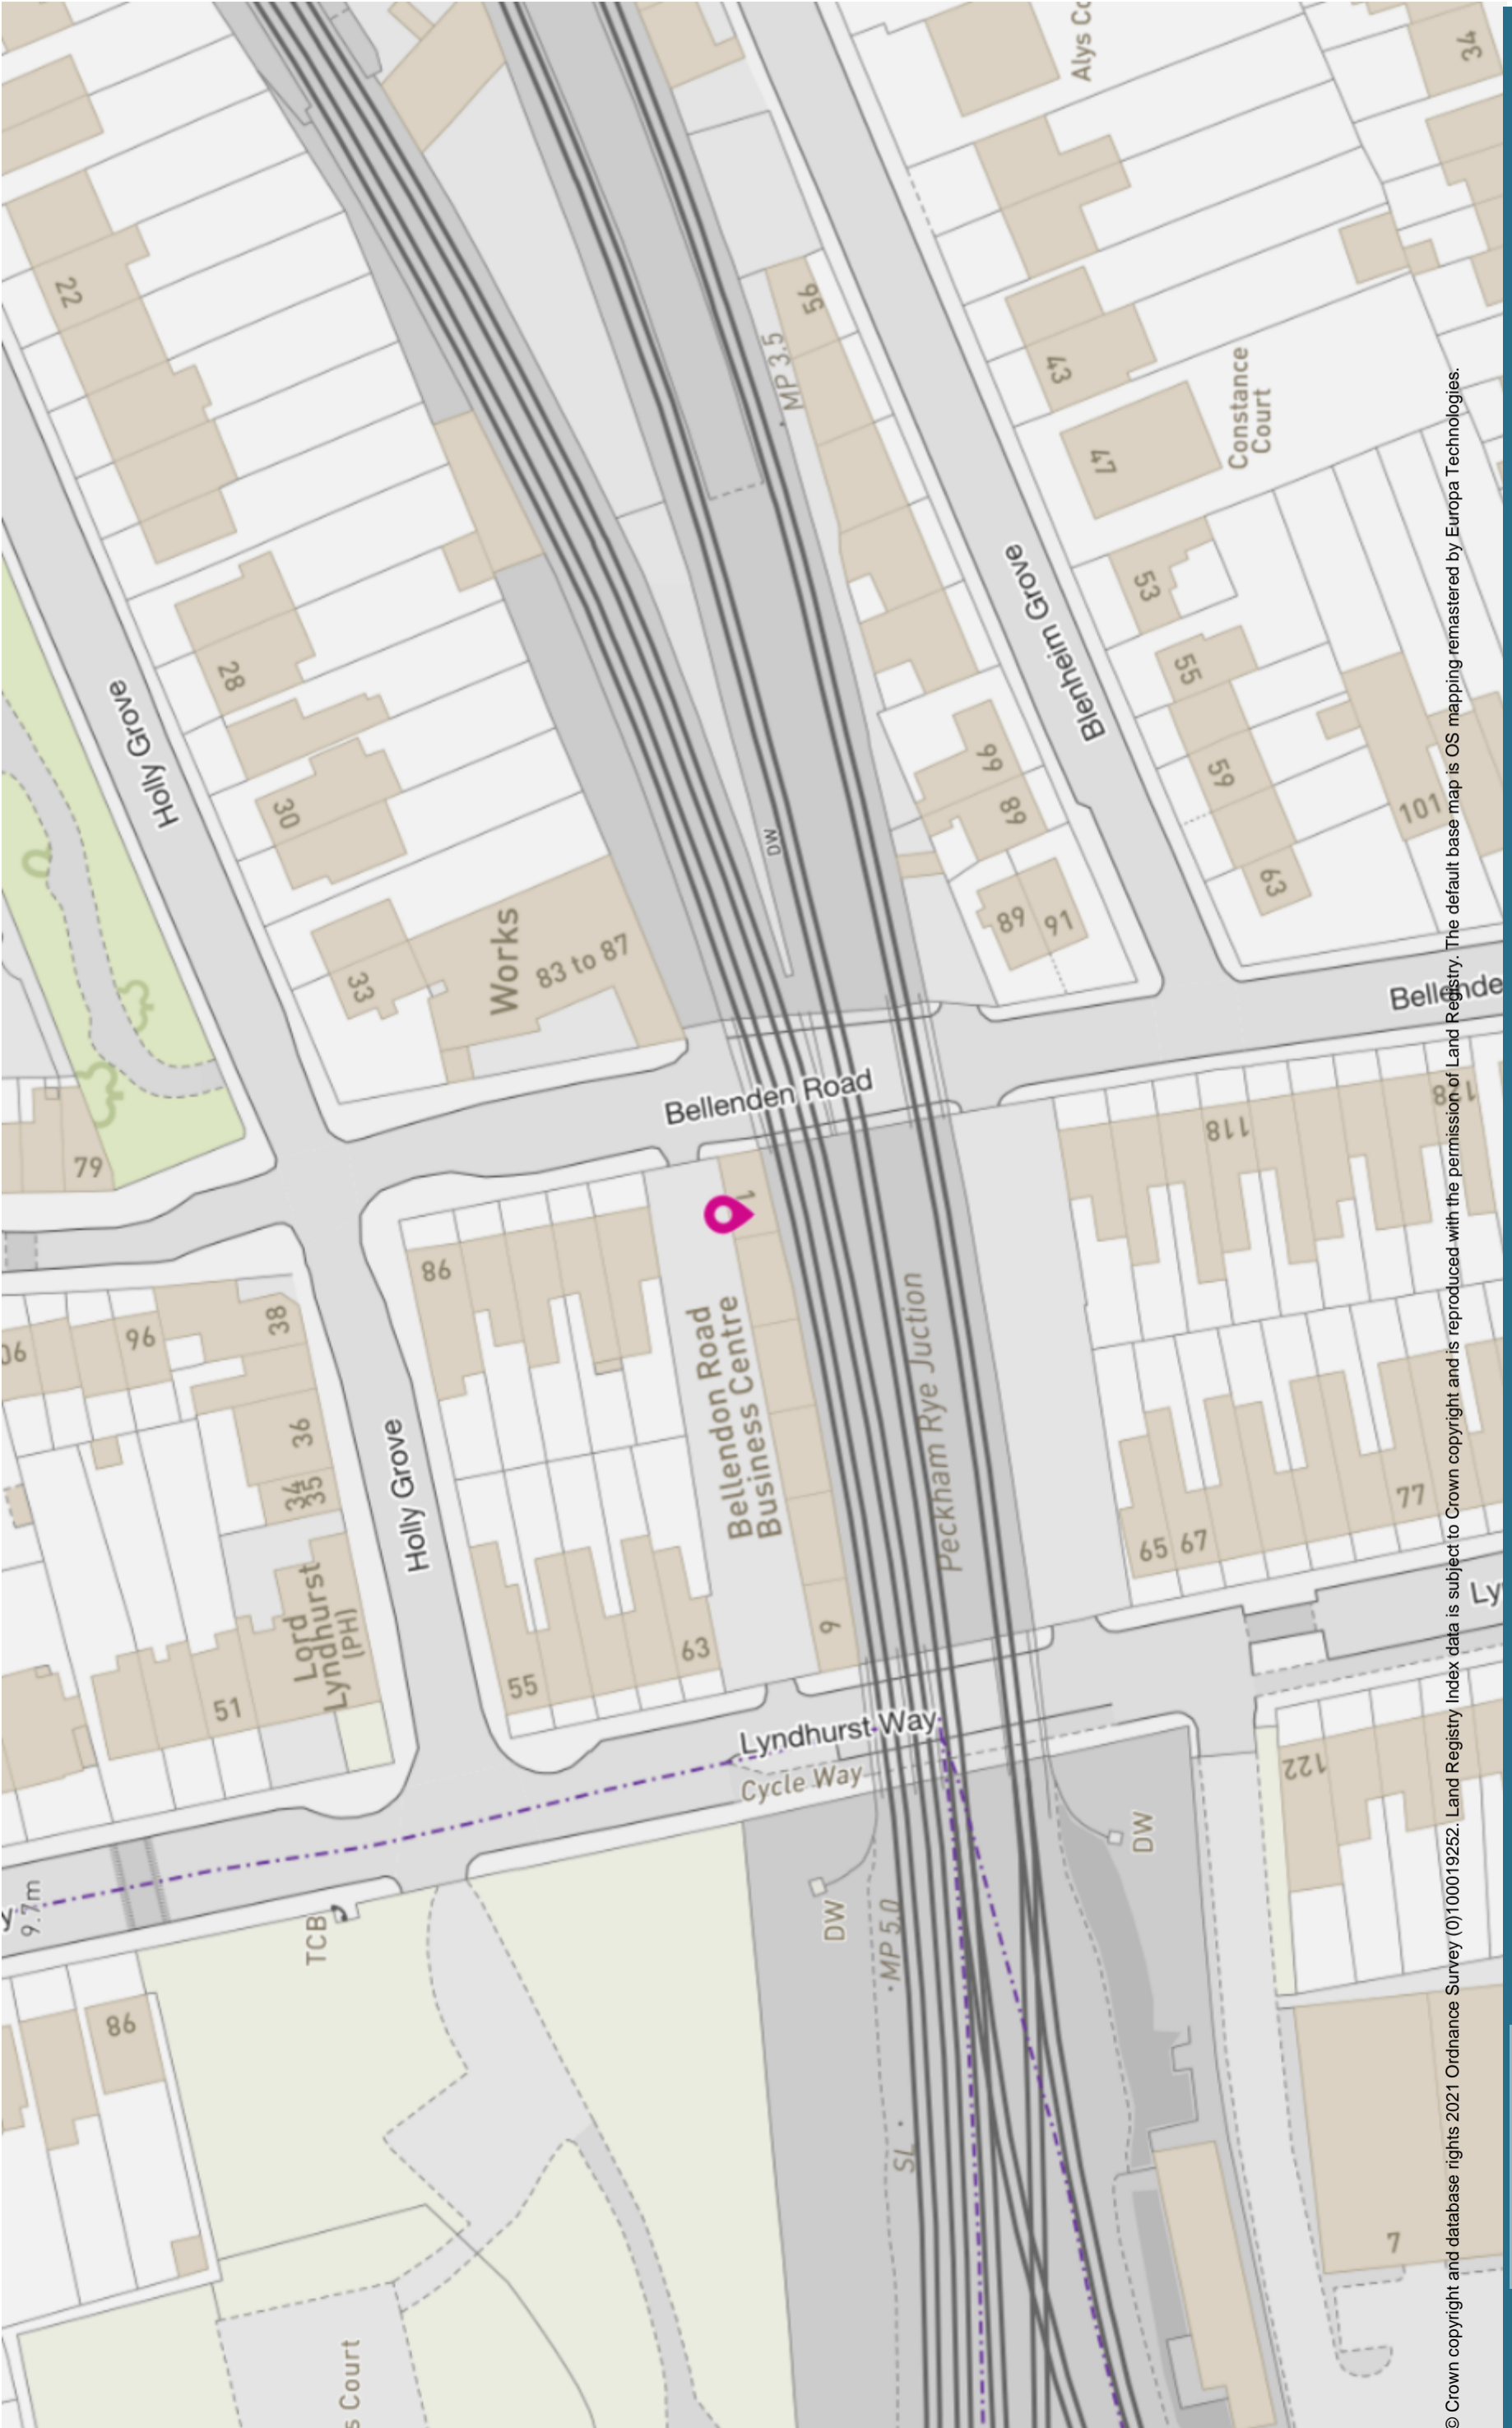 Alys Co
34
22
56
MP 3.5
43
Constance
Court
47
53
Blenheim Grove
55
28
Holly Grove
59
66
68
30
101
DW
63
89
91
Works
83 to 87
33
Bellende
Bellenden Road
79
118
128
1
86
38
96
06
Bellendon Road
Business Centre
Peckham Rye Juction
36
34
35
Holly Grove
77
65
67
Ly
Lord
Lyndhurst
(PH)
9
63
55
51
Lyndhurst Way
Cycle Way
122
DW
DW
y
9.7m
TCB
MP 5.0
86
SL
7
s Court
© Crown copyright and database rights 2021 Ordnance Survey (0)100019252. Land Registry Index data is subject to Crown copyright and is reproduced with the permission of Land Registry. The default base map is OS mapping remastered by Europa Technologies.